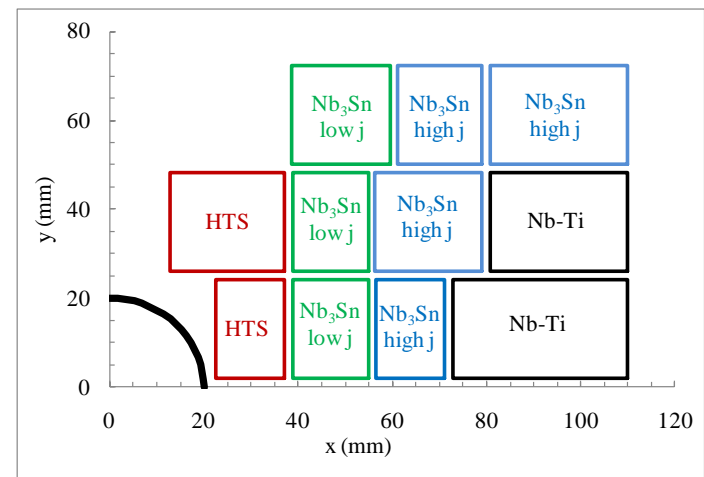 80
Nb₃Sn Nb₃Sn Nb₃Sn
low j high j high j
60
y (mm)
40
HTS Nb₃Sn Nb₃Sn Nb-Ti
low j high j
20
HTS Nb₃Sn Nb₃Sn Nb-Ti
low j high j
0
0 20 40 60 80 100 120
x (mm)